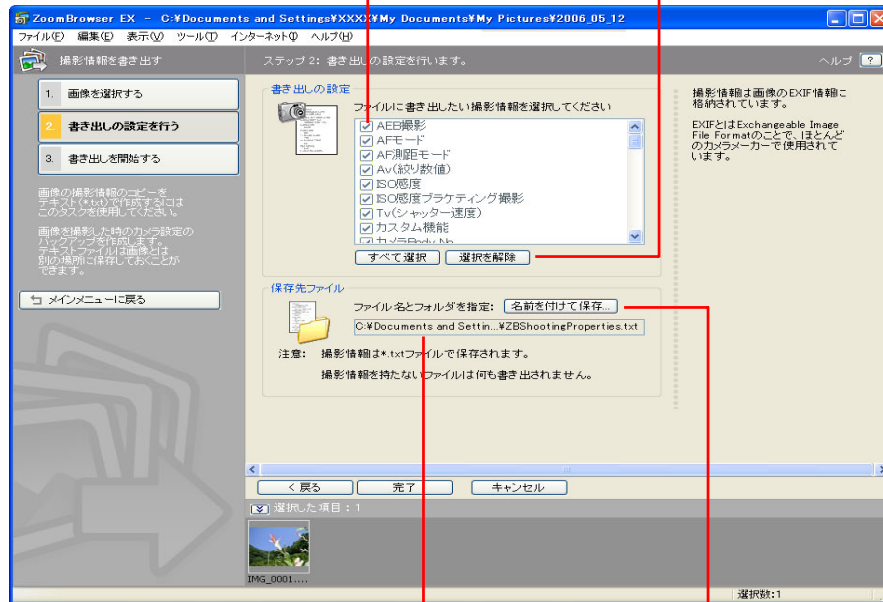 ZoomBrowser EX - C:¥Documents and Settings¥XXXX¥My Documents¥My Pictures¥2006_05_12
ファイル(F) 編集(E) 表示(V) ツール(T) インターネット(I) ヘルプ(H)
撮影情報を書き出す
ステップ 2: 書き出しの設定を行います。
ヘルプ ?
1. 画像を選択する
2. 書き出しの設定を行う
3. 書き出しを開始する
画像の撮影情報のコピーを
テキスト(*.txt)で作成するには
このタスクを使用してください。
画像を撮影した時のカメラ設定の
バックアップを作成します。
テキストファイルは画像とは
別の場所に保存しておくことが
できます。
メインメニューに戻る
書き出しの設定
ファイルに書き出したい撮影情報を選択してください
AEB撮影
AFモード
AF測距モード
Av(絞り数値)
ISO感度
ISO感度ブラケティング撮影
Tv(シャッター速度)
カスタム機能
カメラBody No.
すべて選択 選択を解除
保存先ファイル
ファイル名とフォルダを指定: 名前を付けて保存...
C:¥Documents and Settin...¥ZBShootingProperties.txt
注意: 撮影情報は*.txtファイルで保存されます。
撮影情報を持たないファイルは何も書き出されません。
撮影情報は画像のEXIF情報に
格納されています。
EXIFとはExchangeable Image
File Formatのことで、ほとんど
のカメラメーカーで使用されて
います。
< 戻る 完了 キャンセル
選択した項目 : 1
IMG_0001....
選択数:1